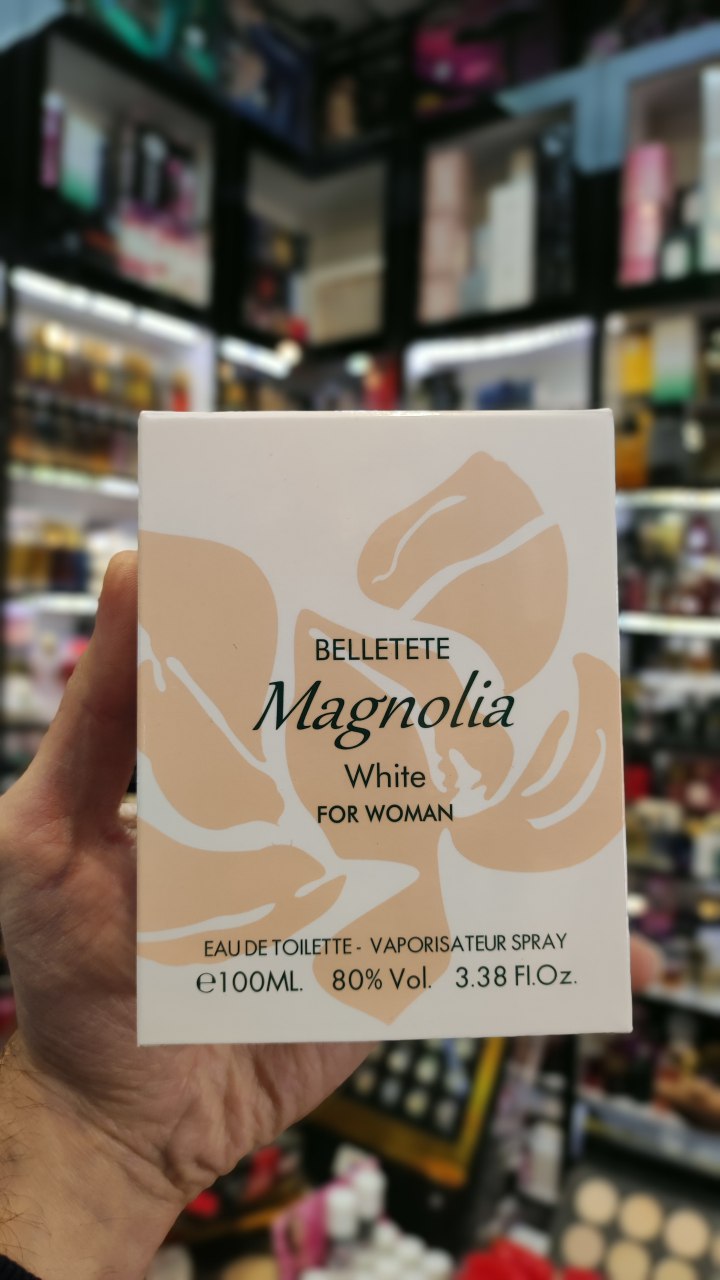 BELLETETE
Magnolia
White
FOR WOMAN
EAU DE TOILETTE - VAPORISATEUR SPRAY
℮100ML. 80% Vol. 3.38 Fl.Oz.